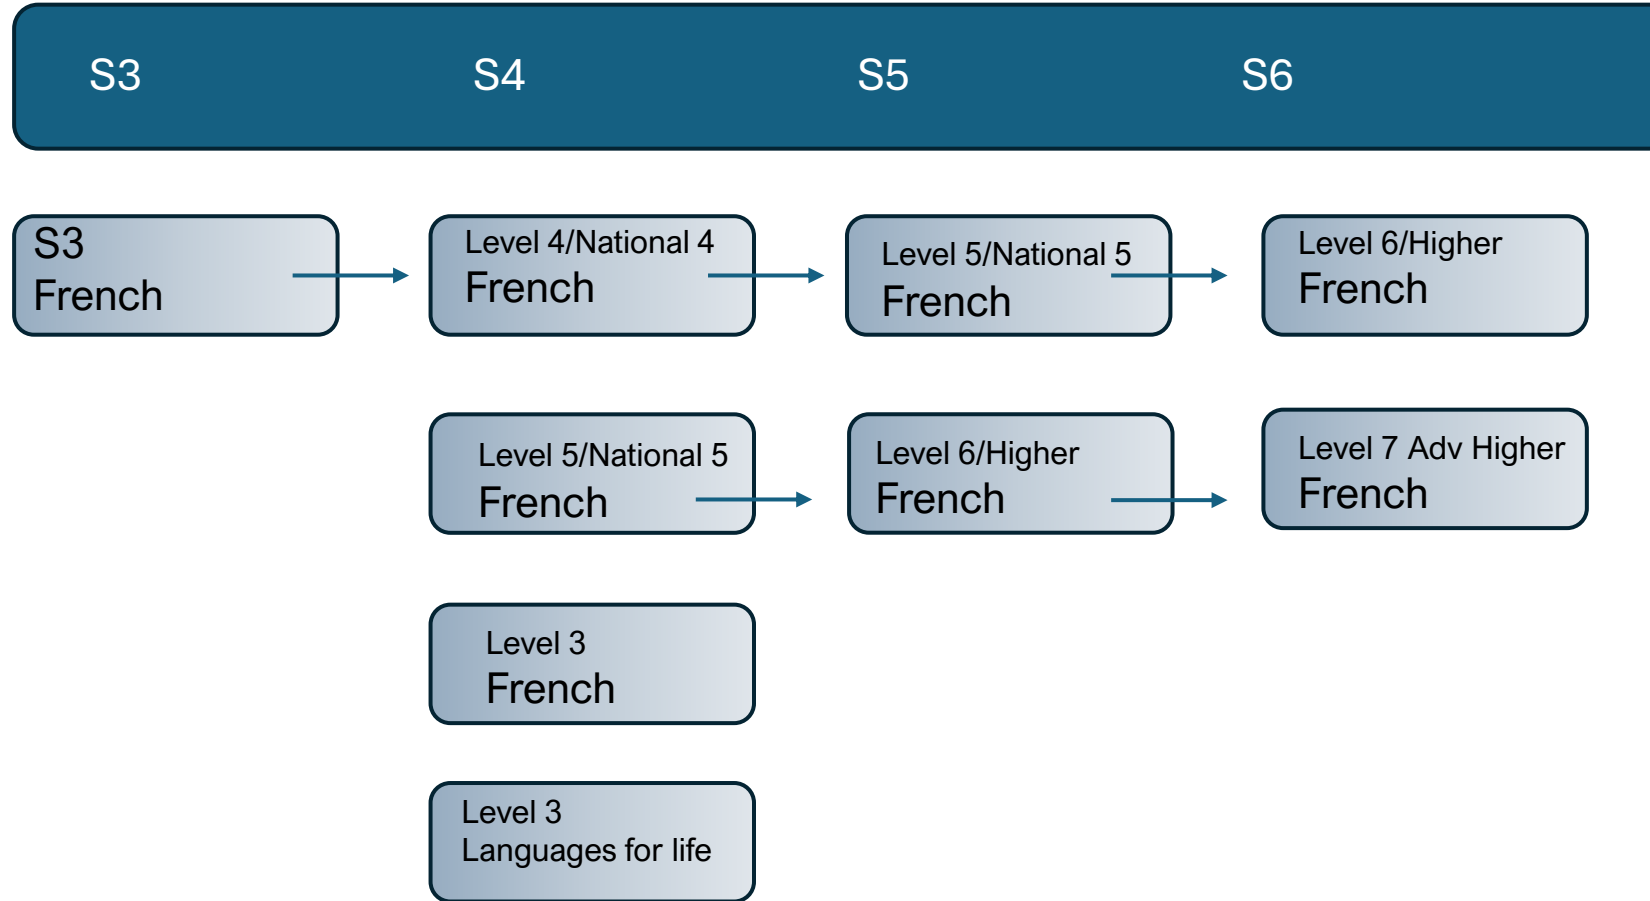 S3 S4 S5 S6
S3
French
Level 4/National 4
French
Level 5/National 5
French
Level 6/Higher
French
Level 5/National 5
French
Level 6/Higher
French
Level 7 Adv Higher
French
Level 3
French
Level 3
Languages for life